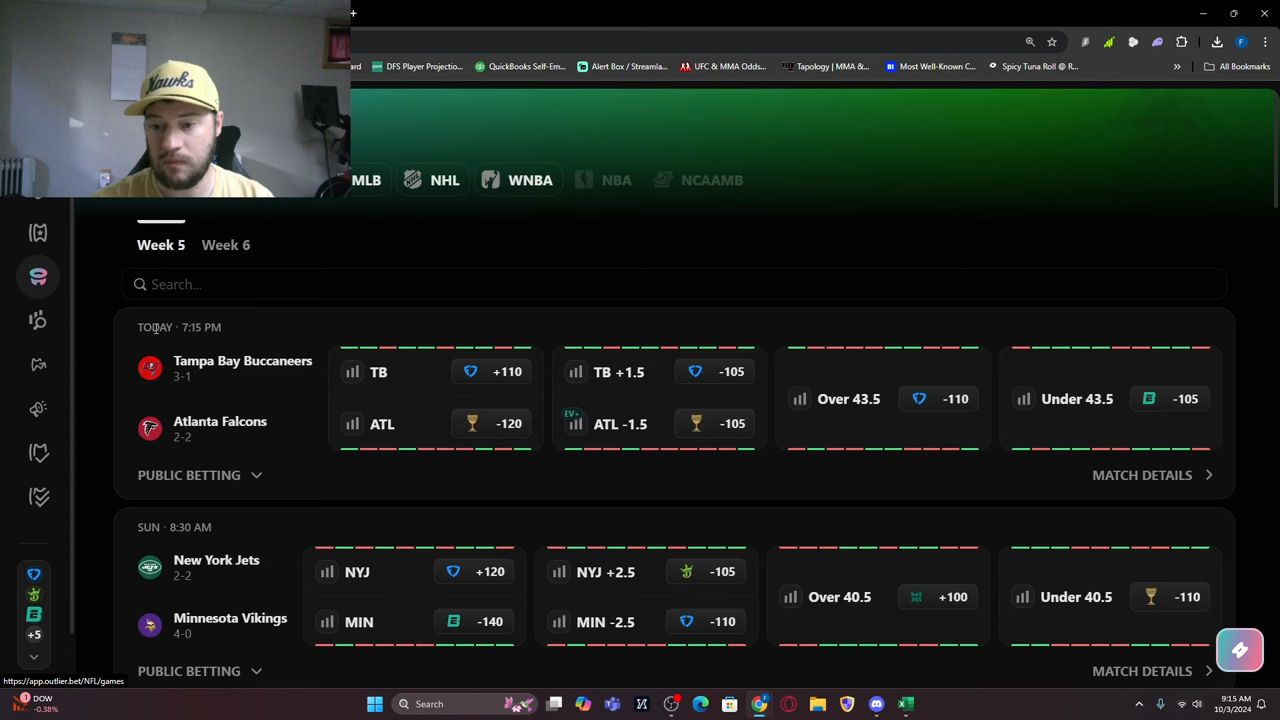 Hawks
ard DFS Player Projectio... QuickBooks Self-Em... Alert Box / Streamla... UFC & MMA Odds... Tapology | MMA &... BI Most Well-Known C... Spicy Tuna Roll @ R... » All Bookmarks
F
MLB NHL WNBA NBA NCAAMB
Week 5 Week 6
Search...
TODAY · 7:15 PM
Tampa Bay Buccaneers
3-1
TB +110 TB +1.5 -105
Over 43.5 -110 Under 43.5 -105
Atlanta Falcons
2-2
EV+
ATL -120 ATL -1.5 -105
PUBLIC BETTING MATCH DETAILS
SUN · 8:30 AM
New York Jets
2-2
NYJ +120 NYJ +2.5 -105
Over 40.5 bet365 +100 Under 40.5 -110
Minnesota Vikings
4-0
MIN -140 MIN -2.5 -110
+5
PUBLIC BETTING MATCH DETAILS
https://app.outlier.bet/NFL/games
1 DOW
-0.38%
Search
9:15 AM
10/3/2024